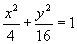 x²/4 + y²/16 = 1